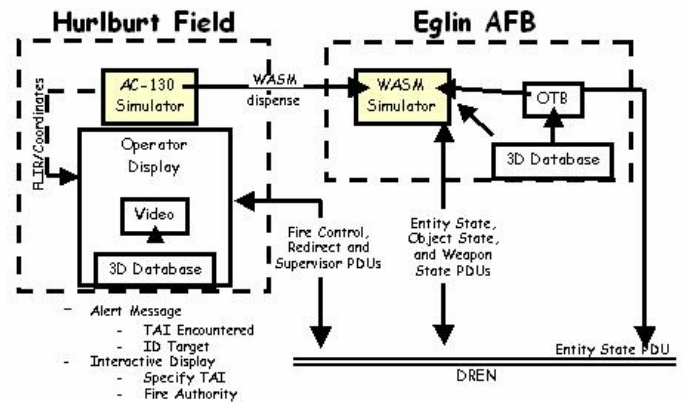 Hurlburt Field
Eglin AFB
AC-130
Simulator
WASM
dispense
WASM
Simulator
OTB
3D Database
FLIR/Coordinates
Operator
Display
Video
3D Database
Fire Control,
Redirect and
Supervisor PDUs
Entity State,
Object State,
and Weapon
State PDUs
- Alert Message
- TAI Encountered
- ID Target
- Interactive Display
- Specify TAI
- Fire Authority
Entity State PDU
DREN